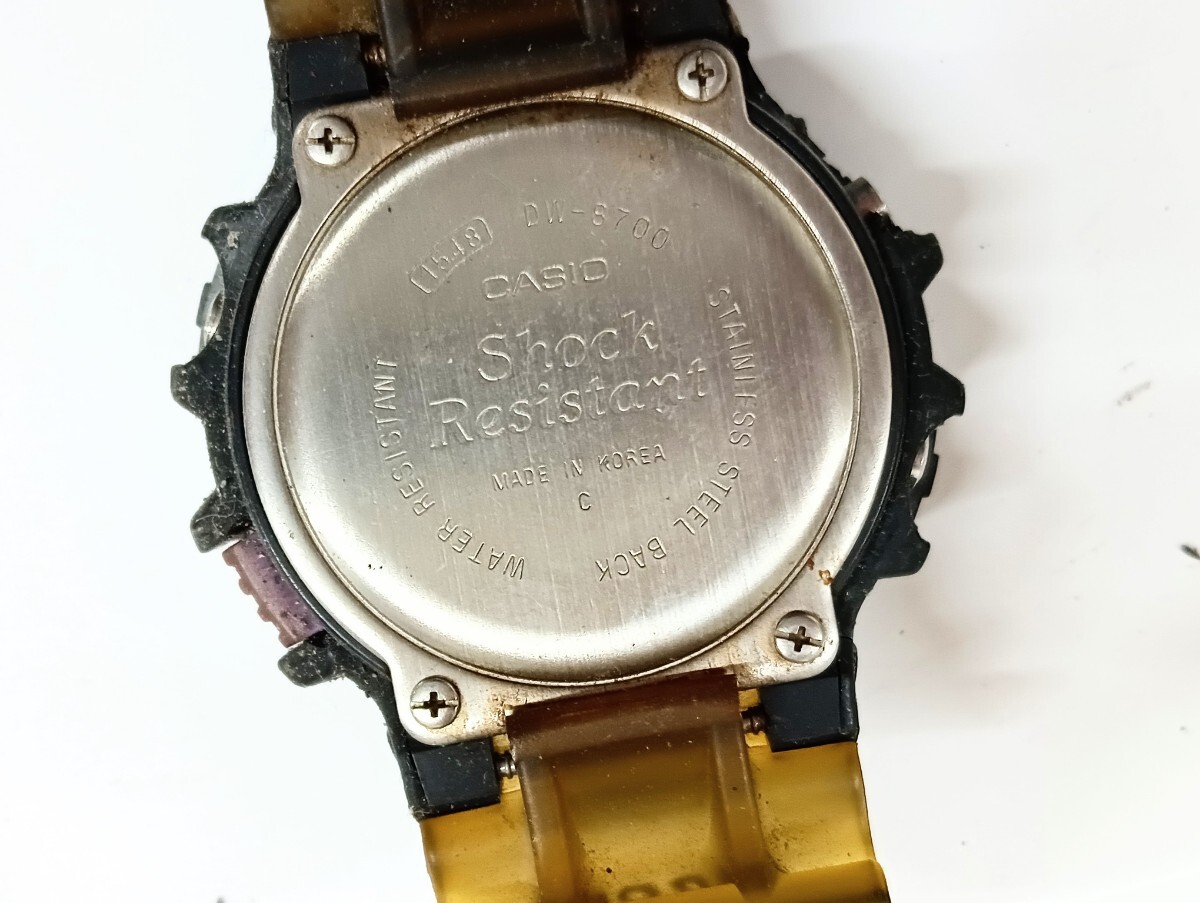 1548 DW-8700
CASIO
Shock
Resistant
MADE IN KOREA
C
WATER RESISTANT
STAINLESS STEEL BACK